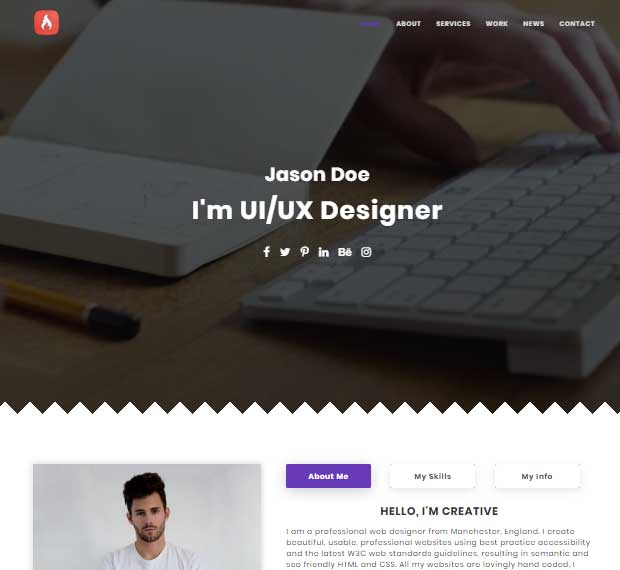 HOME ABOUT SERVICES WORK NEWS CONTACT
Jason Doe
I'm UI/UX Designer
Bē
About Me My Skills My Info
HELLO, I'M CREATIVE
I am a professional web designer from Manchester, England. I create
beautiful, usable, professional websites using best practice accessibility
and the latest W3C web standards guidelines, resulting in semantic and
seo friendly HTML and CSS. All my websites are lovingly hand coded. I